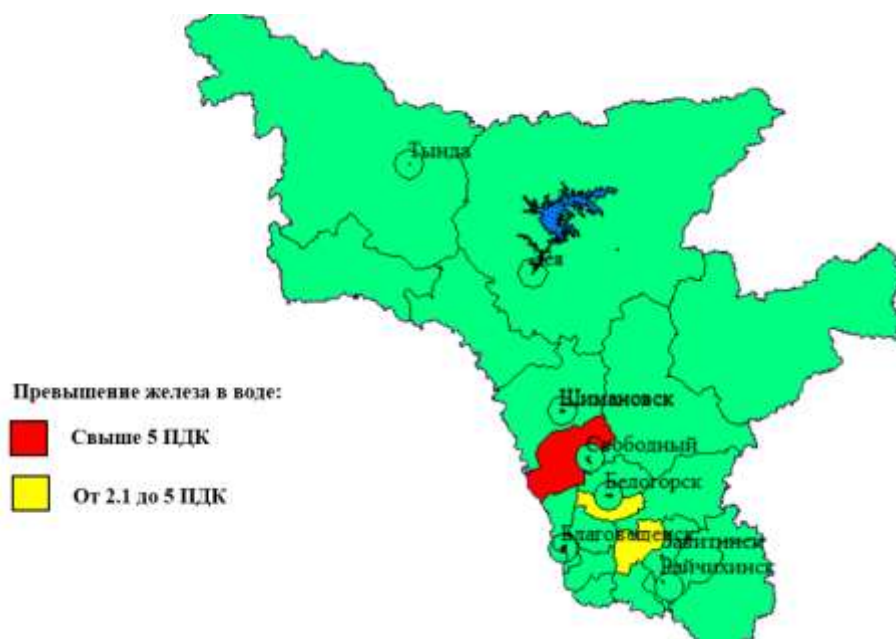 Тында
Зея
Превышение железа в воде:
Шимановск
Свыше 5 ПДК
Свободный
От 2.1 до 5 ПДК
Белогорск
Благовещенск
Завитинск
Райчихинск